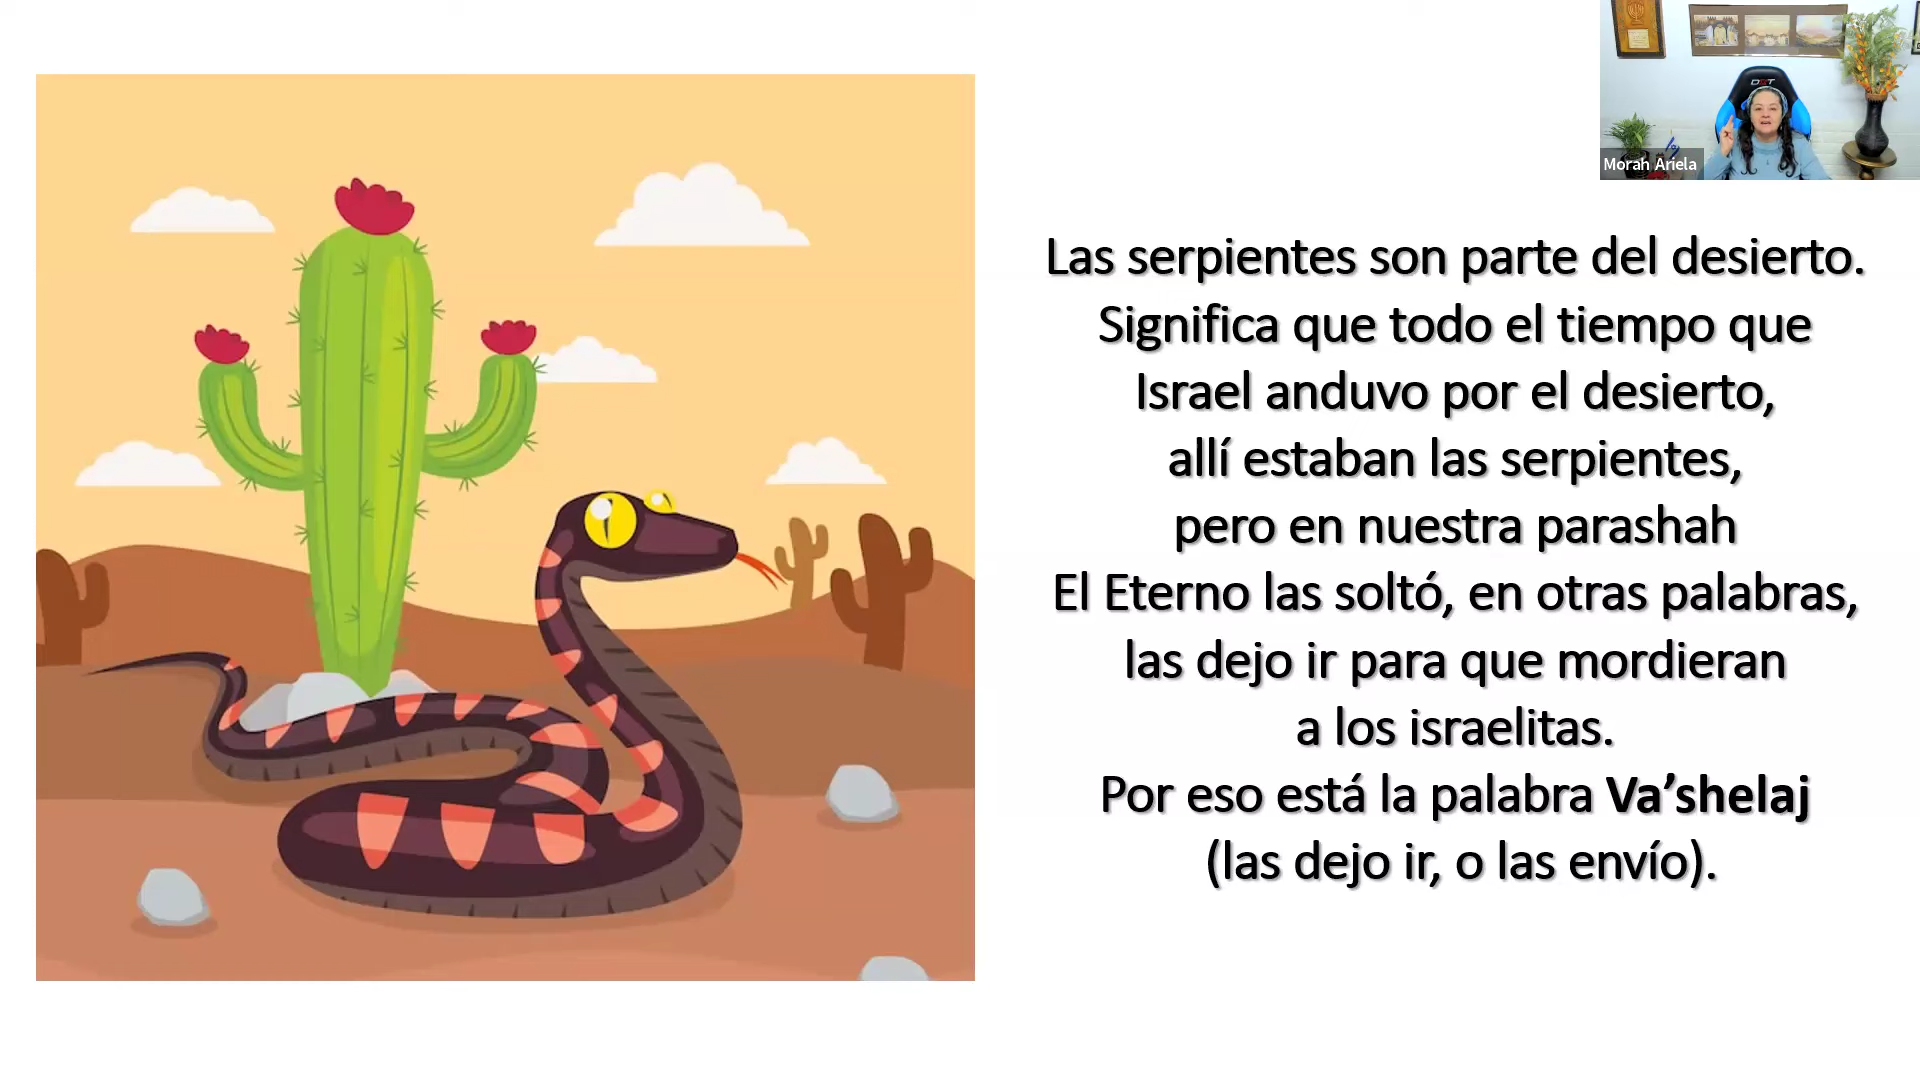 Morah Ariela
Las serpientes son parte del desierto.
Significa que todo el tiempo que
Israel anduvo por el desierto,
allí estaban las serpientes,
pero en nuestra parashah
El Eterno las soltó, en otras palabras,
las dejo ir para que mordieran
a los israelitas.
Por eso está la palabra Va’shelaj
(las dejo ir, o las envío).